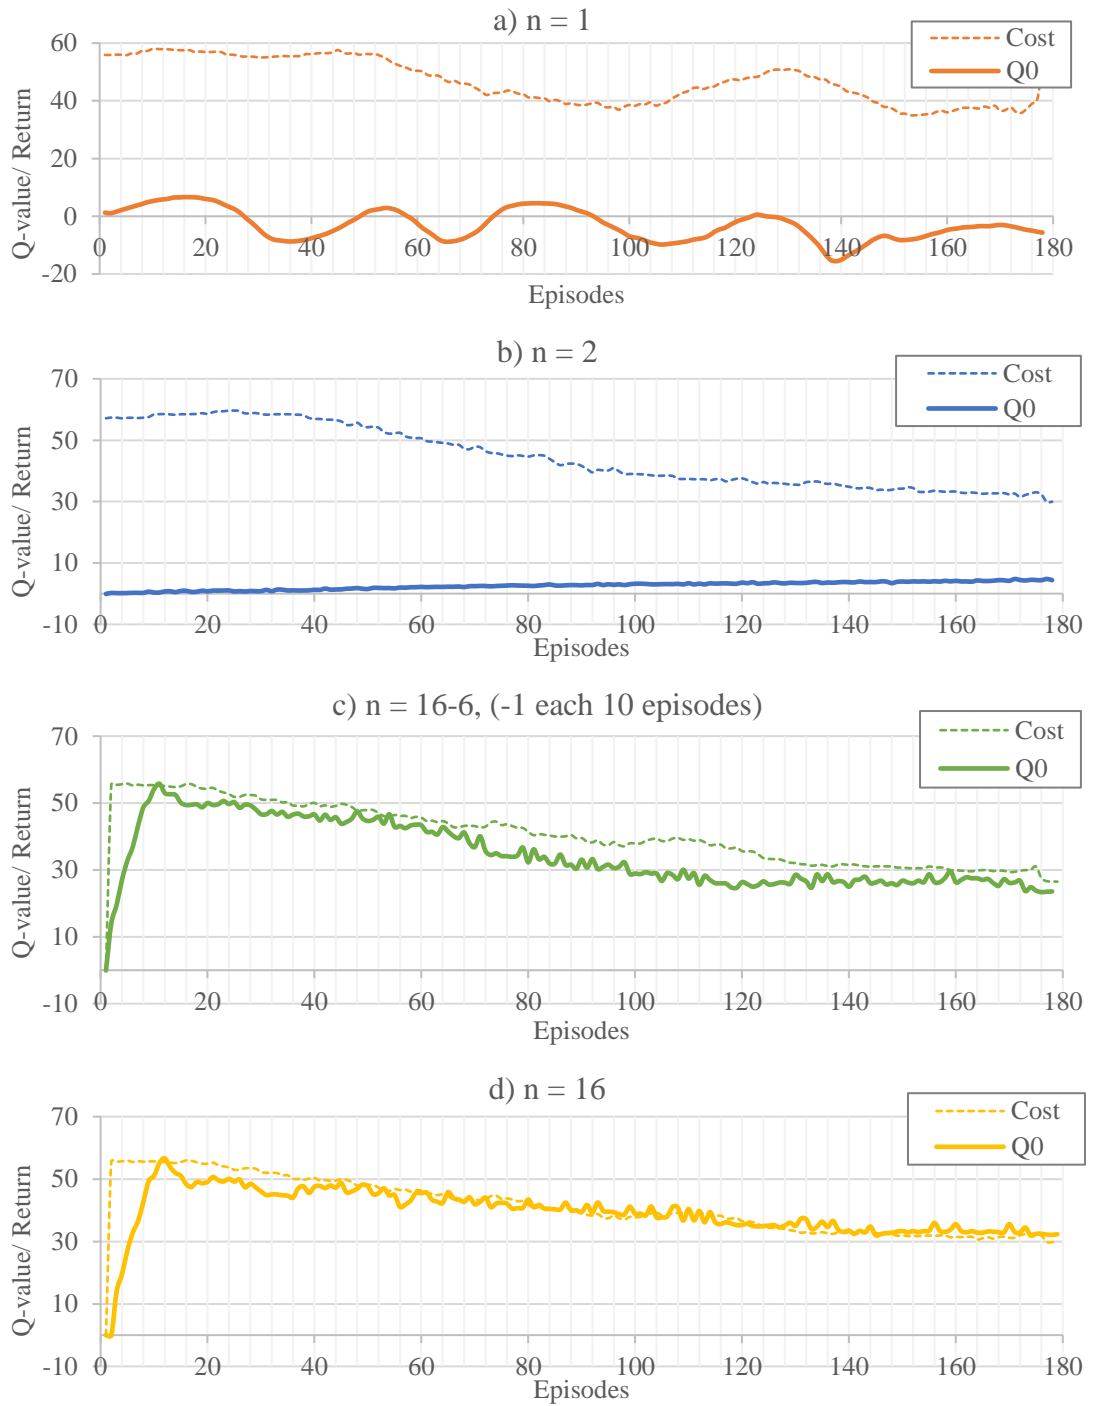 a) n = 1
Cost
Q0
Q-value/ Return
60
40
20
0
-20
0 20 40 60 80 100 120 140 160 180
Episodes
b) n = 2
Cost
Q0
Q-value/ Return
70
50
30
10
-10
0 20 40 60 80 100 120 140 160 180
Episodes
c) n = 16-6, (-1 each 10 episodes)
Cost
Q0
Q-value/ Return
70
50
30
10
-10
0 20 40 60 80 100 120 140 160 180
Episodes
d) n = 16
Cost
Q0
Q-value/ Return
70
50
30
10
-10
0 20 40 60 80 100 120 140 160 180
Episodes